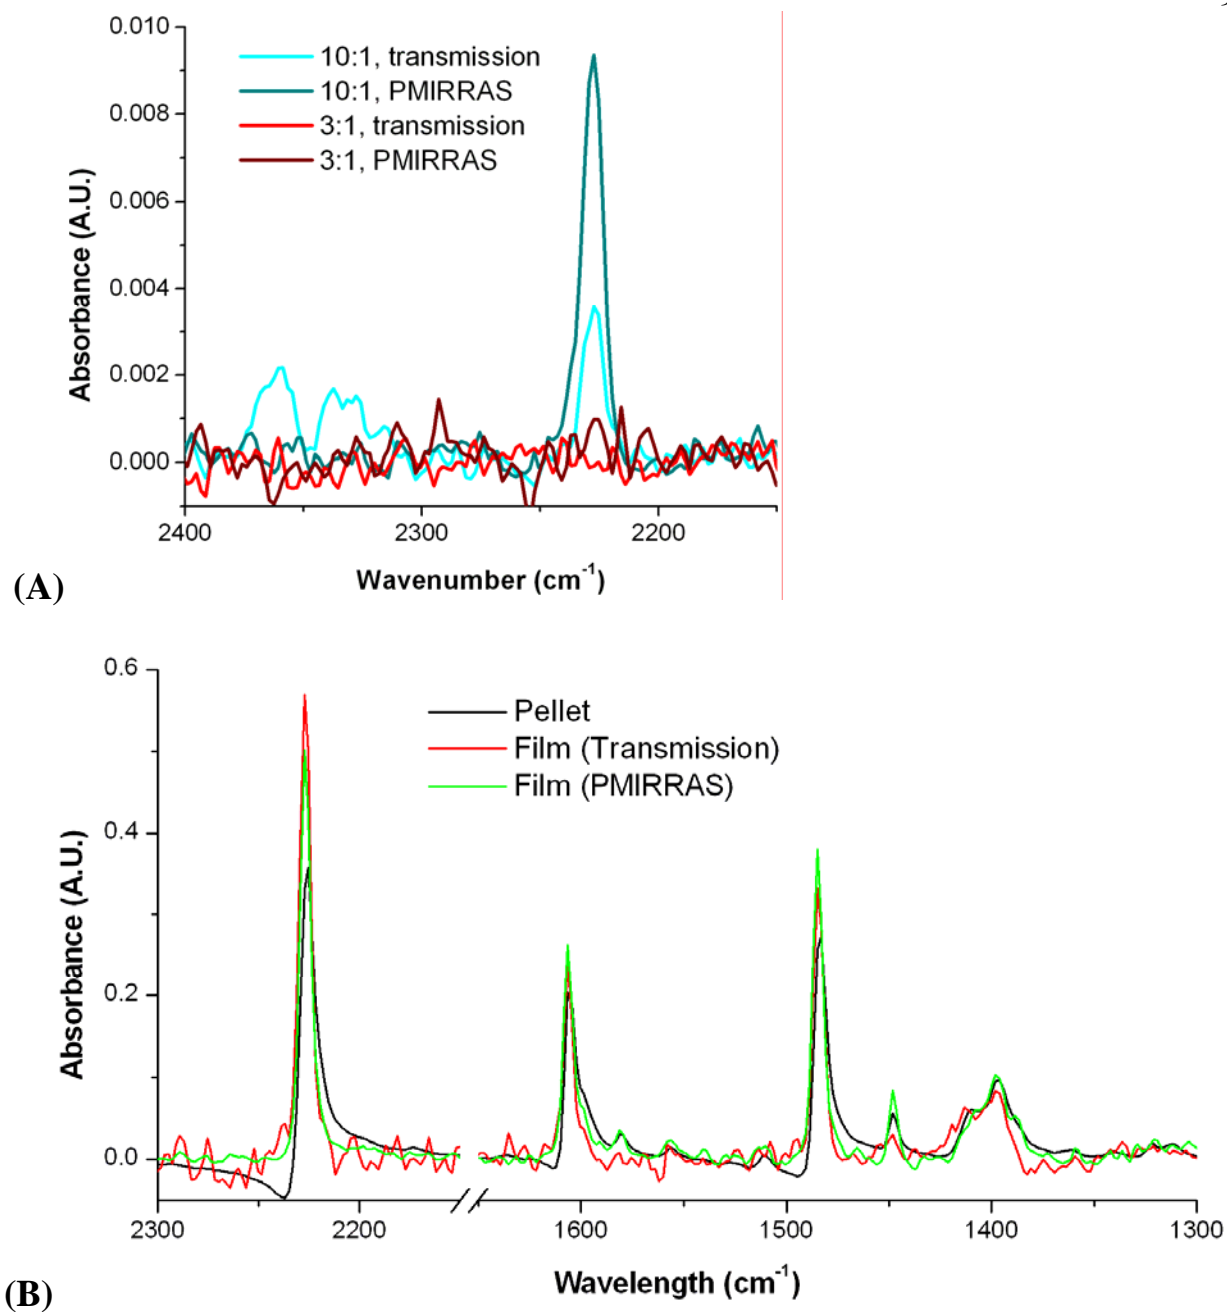 0.010
0.008
0.006
0.004
0.002
0.000
Absorbance (A.U.)
10:1, transmission
10:1, PMIRRAS
3:1, transmission
3:1, PMIRRAS
2400 2300 2200
Wavenumber (cm⁻¹)
(A)
0.6
0.4
0.2
0.0
Absorbance (A.U.)
Pellet
Film (Transmission)
Film (PMIRRAS)
2300 2200 1600 1500 1400 1300
Wavelength (cm⁻¹)
(B)